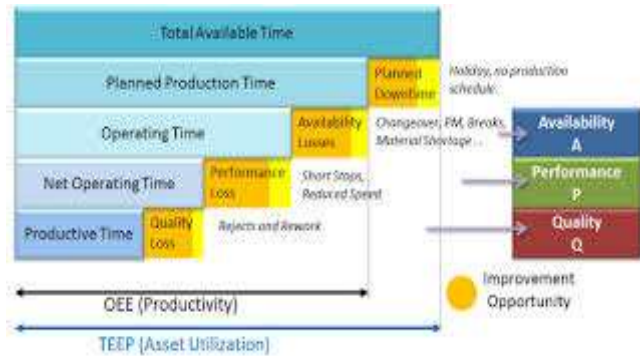 Total Available Time
Planned Production Time
Planned
Downtime
Holiday, no production
schedule.
Operating Time
Availability
Losses
Changeover, PM, Breaks,
Material Shortage ...
Availability
A
Net Operating Time
Performance
Loss
Short Stops,
Reduced Speed
Performance
P
Productive Time
Quality
Loss
Rejects and Rework
Quality
Q
OEE (Productivity)
Improvement
Opportunity
TEEP (Asset Utilization)